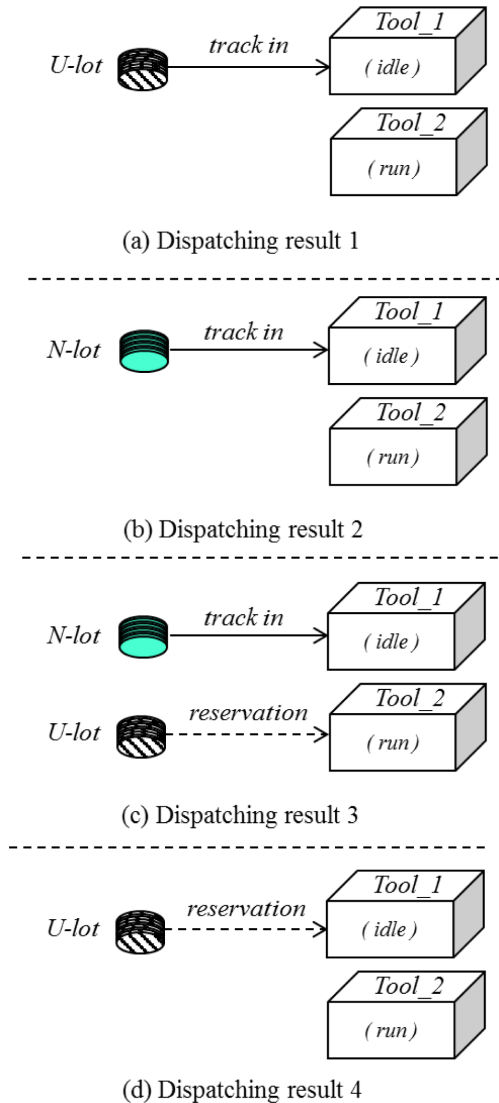 U-lot
track in
Tool_1
( idle )
Tool_2
( run )
(a) Dispatching result 1
N-lot
track in
Tool_1
( idle )
Tool_2
( run )
(b) Dispatching result 2
N-lot
track in
Tool_1
( idle )
U-lot
reservation
Tool_2
( run )
(c) Dispatching result 3
U-lot
reservation
Tool_1
( idle )
Tool_2
( run )
(d) Dispatching result 4